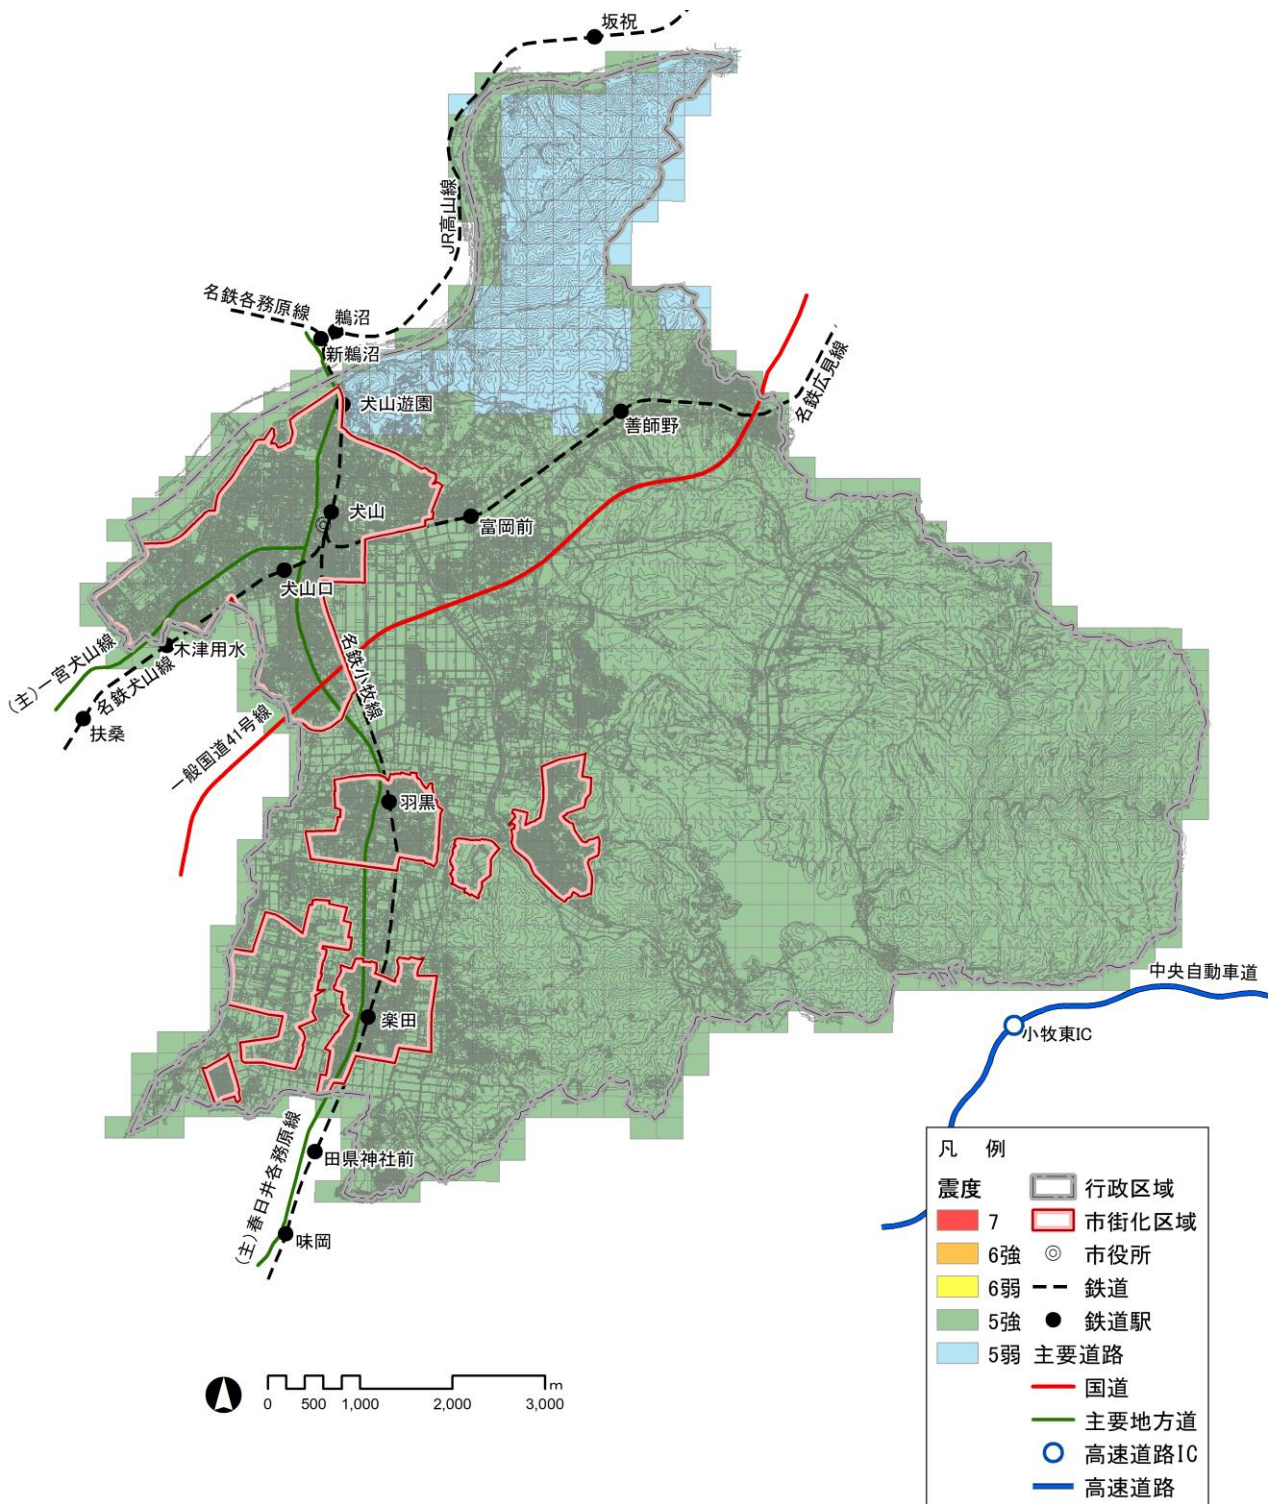 坂祝
JR高山線
名鉄各務原線
鵜沼
新鵜沼
犬山遊園
善師野
名鉄広見線
犬山
富岡前
犬山口
木津用水
(主)一宮犬山線
名鉄犬山線
扶桑
名鉄小牧線
一般国道41号線
羽黒
楽田
中央自動車道
小牧東IC
(主)春日井各務原線
田県神社前
味岡
凡 例
震度
7
6強
6弱
5強
5弱
行政区域
市街化区域
市役所
鉄道
鉄道駅
主要道路
国道
主要地方道
高速道路IC
高速道路
0 500 1,000 2,000 3,000 m